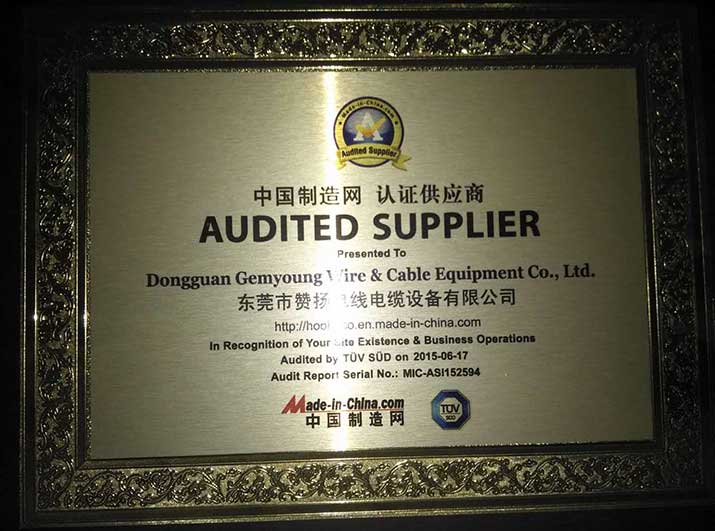 Made-in-China.com
Audited Supplier
中国制造网 认证供应商
AUDITED SUPPLIER
Presented To
Dongguan Gemyoung Wire & Cable Equipment Co., Ltd.
东莞市赞扬电线电缆设备有限公司
en.made-in-china.com
In Recognition of Your Site Existence & Business Operations
Audited by TÜV SÜD on 2015-06-17
Audit Report Serial No.: MIC-ASI152594
Made-in-China.com
中国制造网
TÜV
SÜD